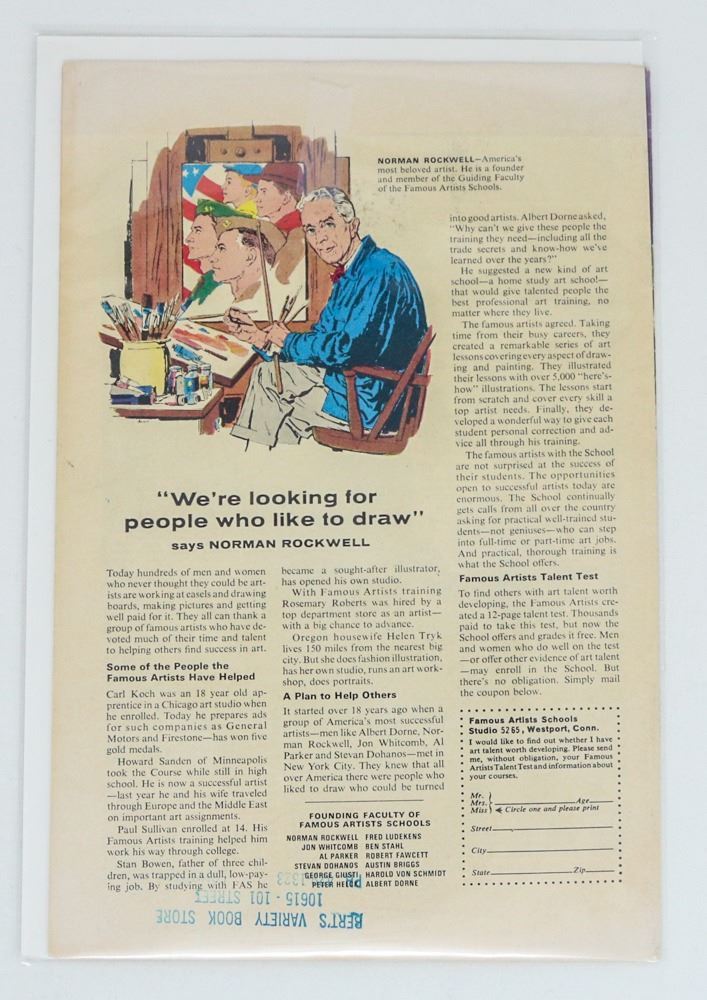 NORMAN ROCKWELL—America's
most beloved artist. He is a founder
and member of the Guiding Faculty
of the Famous Artists Schools.
"We're looking for
people who like to draw"
says NORMAN ROCKWELL
Today hundreds of men and women
who never thought they could be art-
ists are working at easels and drawing
boards, making pictures and getting
well paid for it. They all can thank a
group of famous artists who have de-
voted much of their time and talent
to helping others find success in art.
Some of the People the
Famous Artists Have Helped
Carl Koch was an 18 year old ap-
prentice in a Chicago art studio when
he enrolled. Today he prepares ads
for such companies as General
Motors and Firestone—has won five
gold medals.
Howard Sanden of Minneapolis
took the Course while still in high
school. He is now a successful artist
—last year he and his wife traveled
through Europe and the Middle East
on important art assignments.
Paul Sullivan enrolled at 14. His
Famous Artists training helped him
work his way through college.
Stan Bowen, father of three chil-
dren, was trapped in a dull, low-pay-
ing job. By studying with FAS he
became a sought-after illustrator,
has opened his own studio.
With Famous Artists training
Rosemary Roberts was hired by a
top department store as an artist—
with a big chance to advance.
Oregon housewife Helen Tryk
lives 150 miles from the nearest big
city. But she does fashion illustration,
has her own studio, runs an art work-
shop, does portraits.
A Plan to Help Others
It started over 18 years ago when a
group of America's most successful
artists—men like Albert Dorne, Nor-
man Rockwell, Jon Whitcomb, Al
Parker and Stevan Dohanos—met in
New York City. They knew that all
over America there were people who
liked to draw who could be turned
FOUNDING FACULTY OF
FAMOUS ARTISTS SCHOOLS
NORMAN ROCKWELL FRED LUDEKENS
JON WHITCOMB BEN STAHL
AL PARKER ROBERT FAWCETT
STEVAN DOHANOS AUSTIN BRIGGS
GEORGE GIUSTI HAROLD VON SCHMIDT
PETER HELCK ALBERT DORNE
into good artists. Albert Dorne asked,
"Why can't we give these people the
training they need—including all the
trade secrets and know-how we've
learned over the years?"
He suggested a new kind of art
school—a home study art school—
that would give talented people the
best professional art training, no
matter where they live.
The famous artists agreed. Taking
time from their busy careers, they
created a remarkable series of art
lessons covering every aspect of draw-
ing and painting. They illustrated
their lessons with over 5,000 "here's-
how" illustrations. The lessons start
from scratch and cover every skill a
top artist needs. Finally, they de-
veloped a wonderful way to give each
student personal correction and ad-
vice all through his training.
The famous artists with the School
are not surprised at the success of
their students. The opportunities
open to successful artists today are
enormous. The School continually
gets calls from all over the country
asking for practical well-trained stu-
dents—not geniuses—who can step
into full-time or part-time art jobs.
And practical, thorough training is
what the School offers.
Famous Artists Talent Test
To find others with art talent worth
developing, the Famous Artists cre-
ated a 12-page talent test. Thousands
paid to take this test, but now the
School offers and grades it free. Men
and women who do well on the test
—or offer other evidence of art talent
—may enroll in the School. But
there's no obligation. Simply mail
the coupon below.
Famous Artists Schools
Studio 5265, Westport, Conn.
I would like to find out whether I have
art talent worth developing. Please send
me, without obligation, your Famous
Artists Talent Test and information about
your courses.
Mr.
Mrs. Age
Miss Circle one and please print
Street
City
State Zip
BERT'S VARIETY BOOK STORE
10615 - 101 STREET
1323